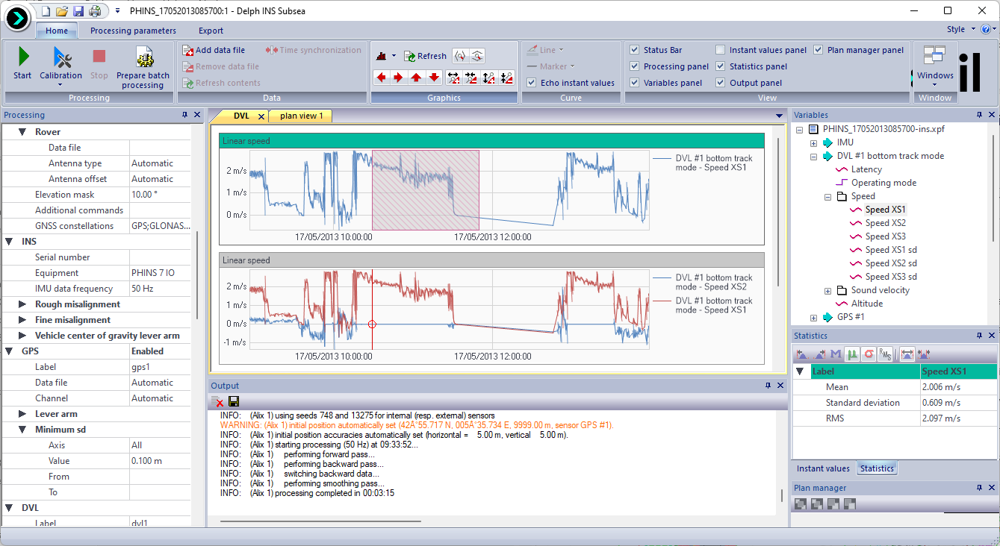 PHINS_17052013085700:1 - Delph INS Subsea
Home Processing parameters Export Style
Start Calibration Stop Prepare batch processing
Processing
Add data file Time synchronization
Remove data file
Refresh contents
Data
Refresh
Graphics
Line
Marker
Echo instant values
Curve
Status Bar Instant values panel Plan manager panel
Processing panel Statistics panel
Variables panel Output panel
View
Windows
Window
il
Processing
Rover
Data file
Antenna type Automatic
Antenna offset Automatic
Elevation mask 10.00 °
Additional commands
GNSS constellations GPS;GLONAS...
INS
Serial number
Equipment PHINS 7 IO
IMU data frequency 50 Hz
Rough misalignment
Fine misalignment
Vehicle center of gravity lever arm
GPS Enabled
Label gps1
Data file Automatic
Channel Automatic
Lever arm
Minimum sd
Axis All
Value 0.100 m
From
To
DVL
Label dvl1
DVL plan view 1
Linear speed
2 m/s
1 m/s
0 m/s
17/05/2013 10:00:00 17/05/2013 12:00:00
DVL #1 bottom track
mode - Speed XS1
Linear speed
2 m/s
1 m/s
0 m/s
-1 m/s
17/05/2013 10:00:00 17/05/2013 12:00:00
DVL #1 bottom track
mode - Speed XS2
DVL #1 bottom track
mode - Speed XS1
Output
INFO: (Alix 1) using seeds 748 and 13275 for internal (resp. external) sensors
WARNING: (Alix 1) initial position automatically set (42Â°55.717 N, 005Â°35.734 E, 9999.00 m, sensor GPS #1).
INFO: (Alix 1) initial position accuracies automatically set (horizontal = 5.00 m, vertical 5.00 m).
INFO: (Alix 1) starting processing (50 Hz) at 09:33:52...
INFO: (Alix 1) performing forward pass...
INFO: (Alix 1) performing backward pass...
INFO: (Alix 1) switching backward data...
INFO: (Alix 1) performing smoothing pass...
INFO: (Alix 1) processing completed in 00:03:15
Variables
PHINS_17052013085700-ins.xpf
IMU
DVL #1 bottom track mode
Latency
Operating mode
Speed
Speed XS1
Speed XS2
Speed XS3
Speed XS1 sd
Speed XS2 sd
Speed XS3 sd
Sound velocity
Altitude
GPS #1
Statistics
M μ σ RMS
Label Speed XS1
Mean 2.006 m/s
Standard deviation 0.609 m/s
RMS 2.097 m/s
Instant values Statistics
Plan manager